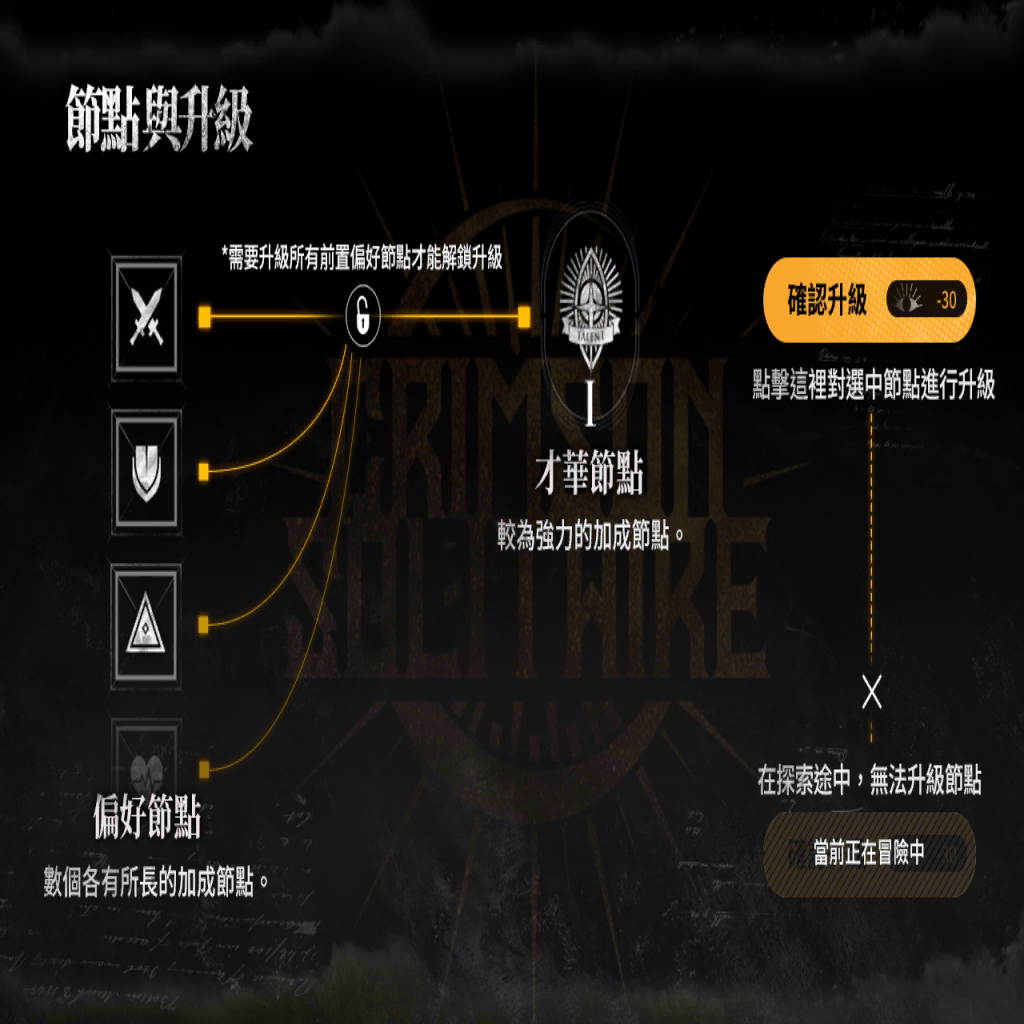 節點與升級
*需要升級所有前置偏好節點才能解鎖升級
TALENT
I
才華節點
較為強力的加成節點。
偏好節點
數個各有所長的加成節點。
確認升級 -30
點擊這裡對選中節點進行升級
在探索途中，無法升級節點
當前正在冒險中
CRIMSON
SOLITAIRE